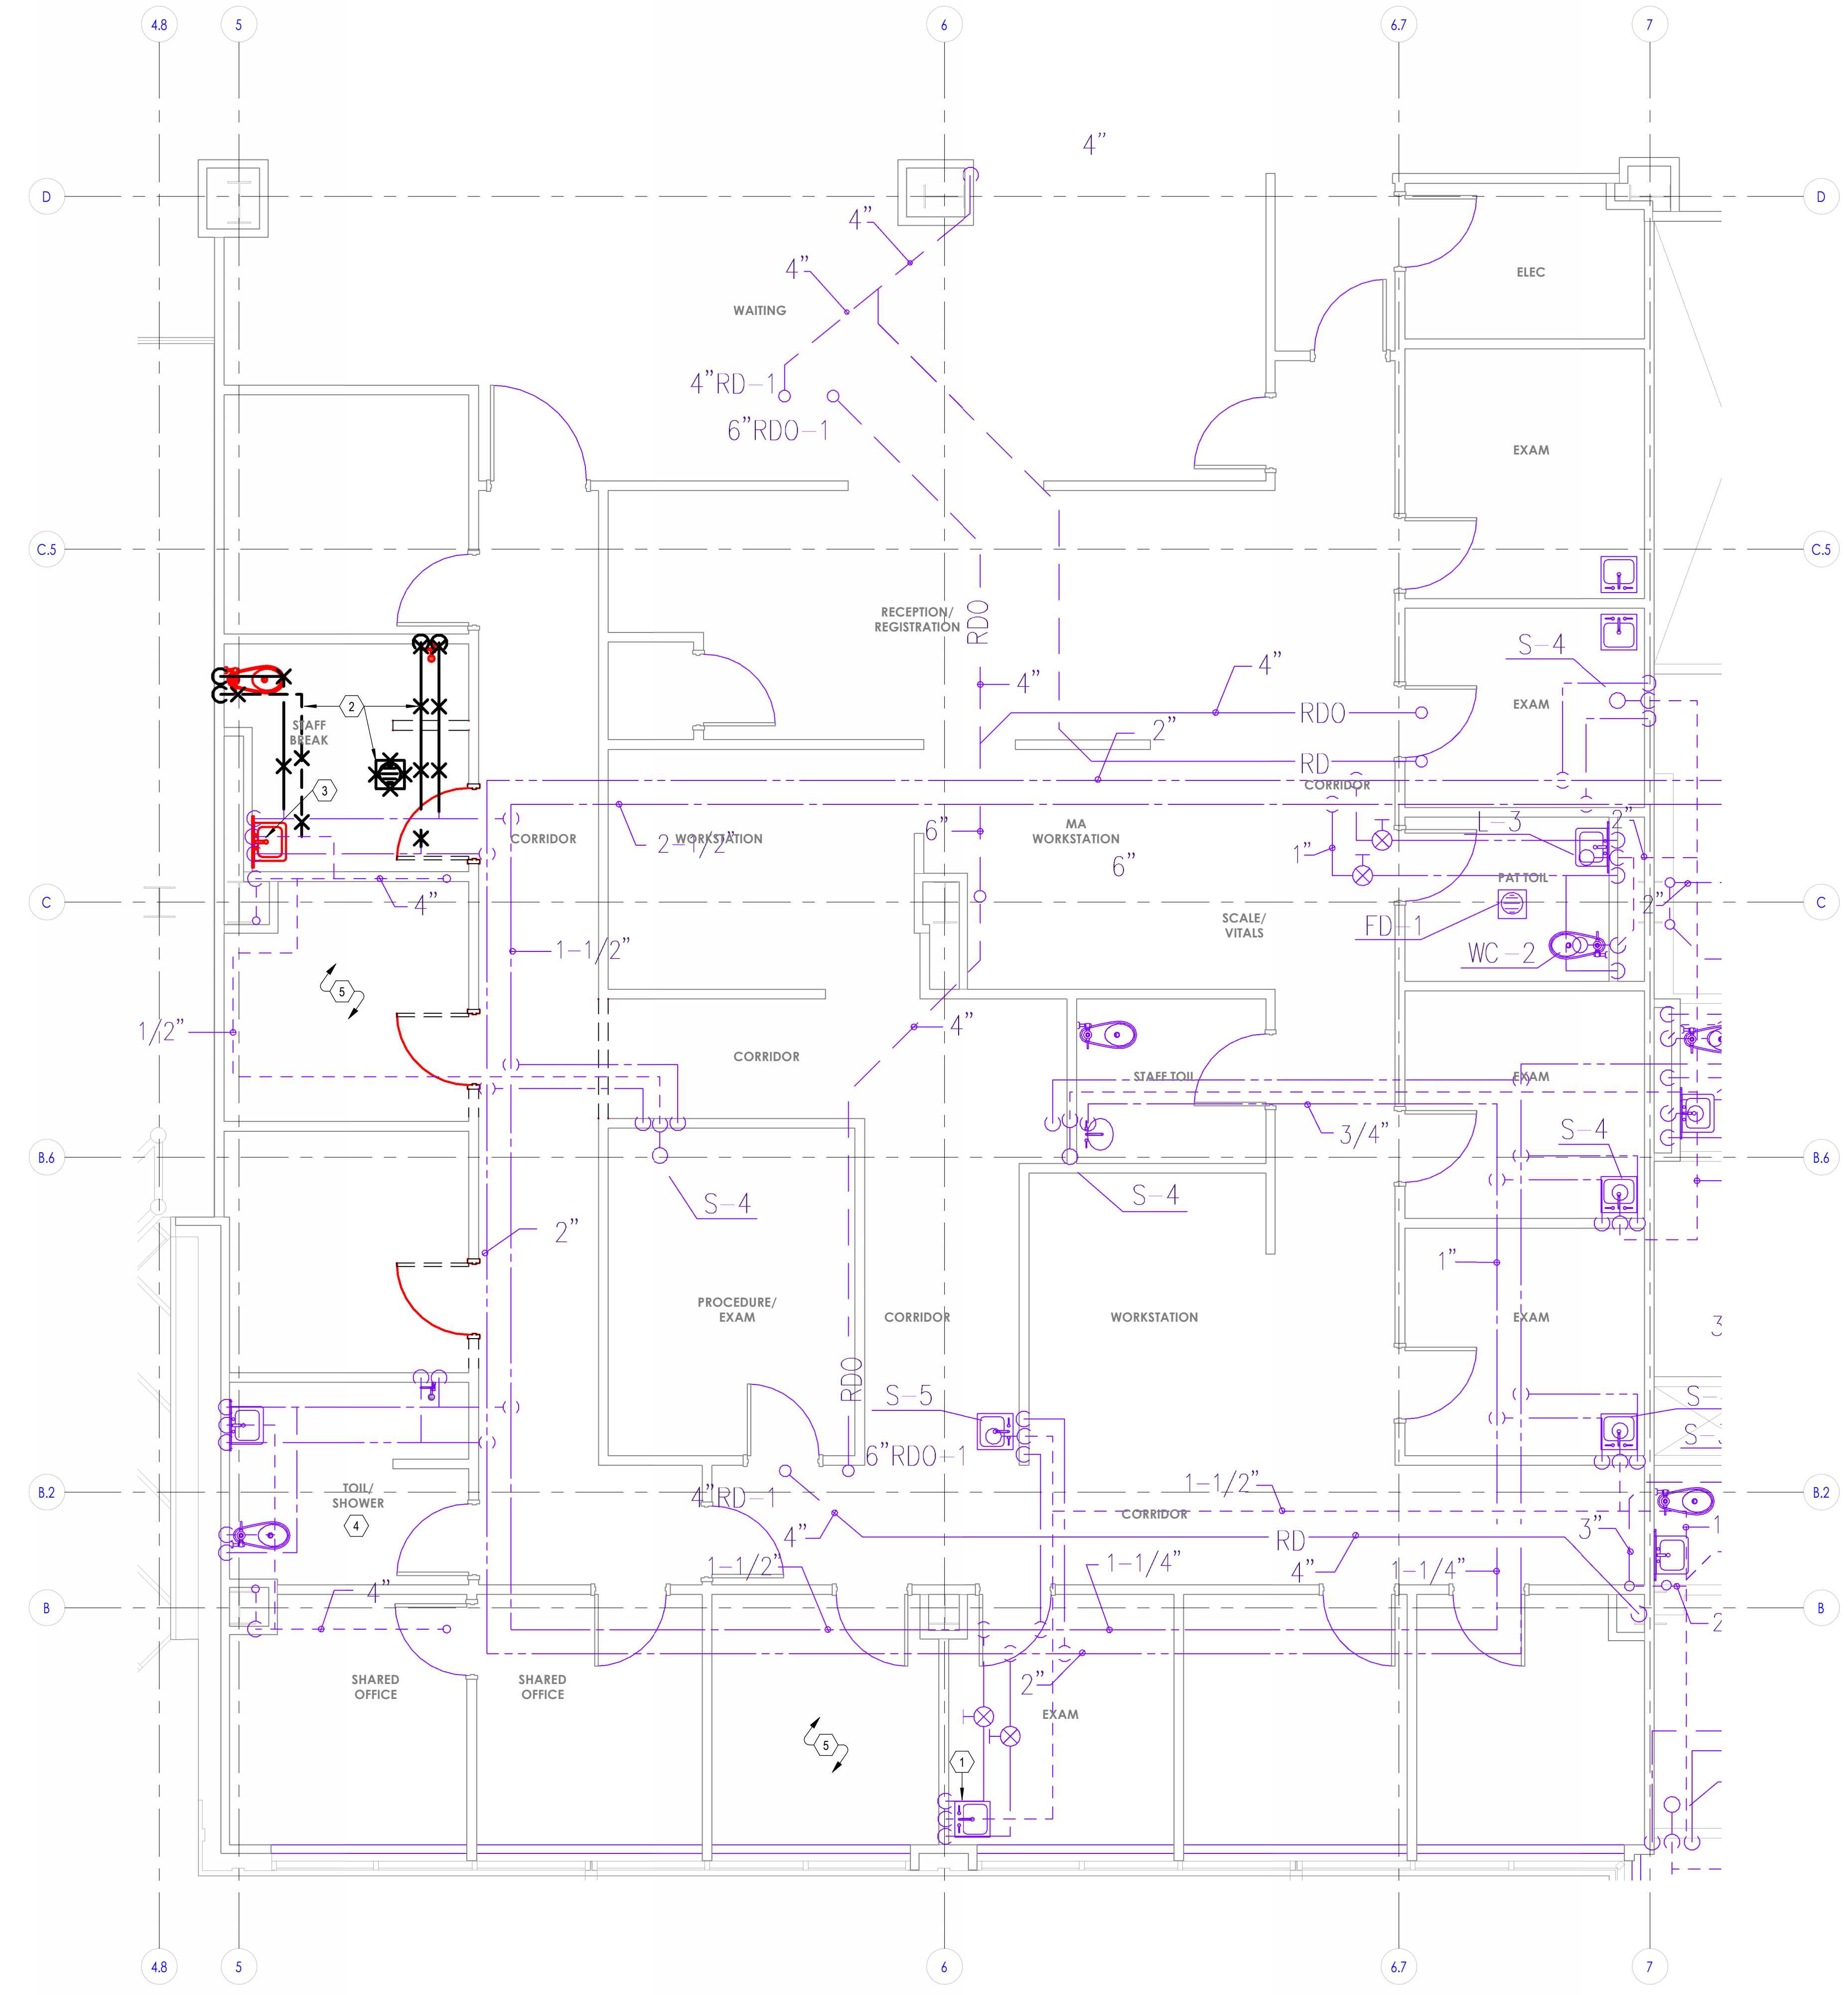 4.8
5
6
6.7
7
4”
D
D
4”
4”
ELEC
WAITING
4”RD-1
6”RDO-1
EXAM
C.5
C.5
RECEPTION/
REGISTRATION
RDO
S-4
4”
4”
EXAM
2
STAFF
BREAK
RDO
2”
RD
CORRIDOR
3
CORRIDOR
WORKSTATION
2-1/2”
6”
MA
WORKSTATION
6”
1”
L-3
2”
PAT TOIL
4”
C
C
2”
SCALE/
VITALS
FD-1
1-1/2”
WC-2
5
1/2”
4”
CORRIDOR
STAFF TOIL
EXAM
3/4”
S-4
B.6
B.6
S-4
S-4
2”
1”
PROCEDURE/
EXAM
CORRIDOR
WORKSTATION
EXAM
3
RDO
S-5
S-
S-
6”RDO-1
TOIL/
SHOWER
4
4”RD-1
1-1/2”
B.2
B.2
CORRIDOR
4”
RD
3”
1
1-1/2”
1-1/4”
4”
1-1/4”
4”
B
B
2
SHARED
OFFICE
SHARED
OFFICE
2”
EXAM
5
1
4.8
5
6
6.7
7